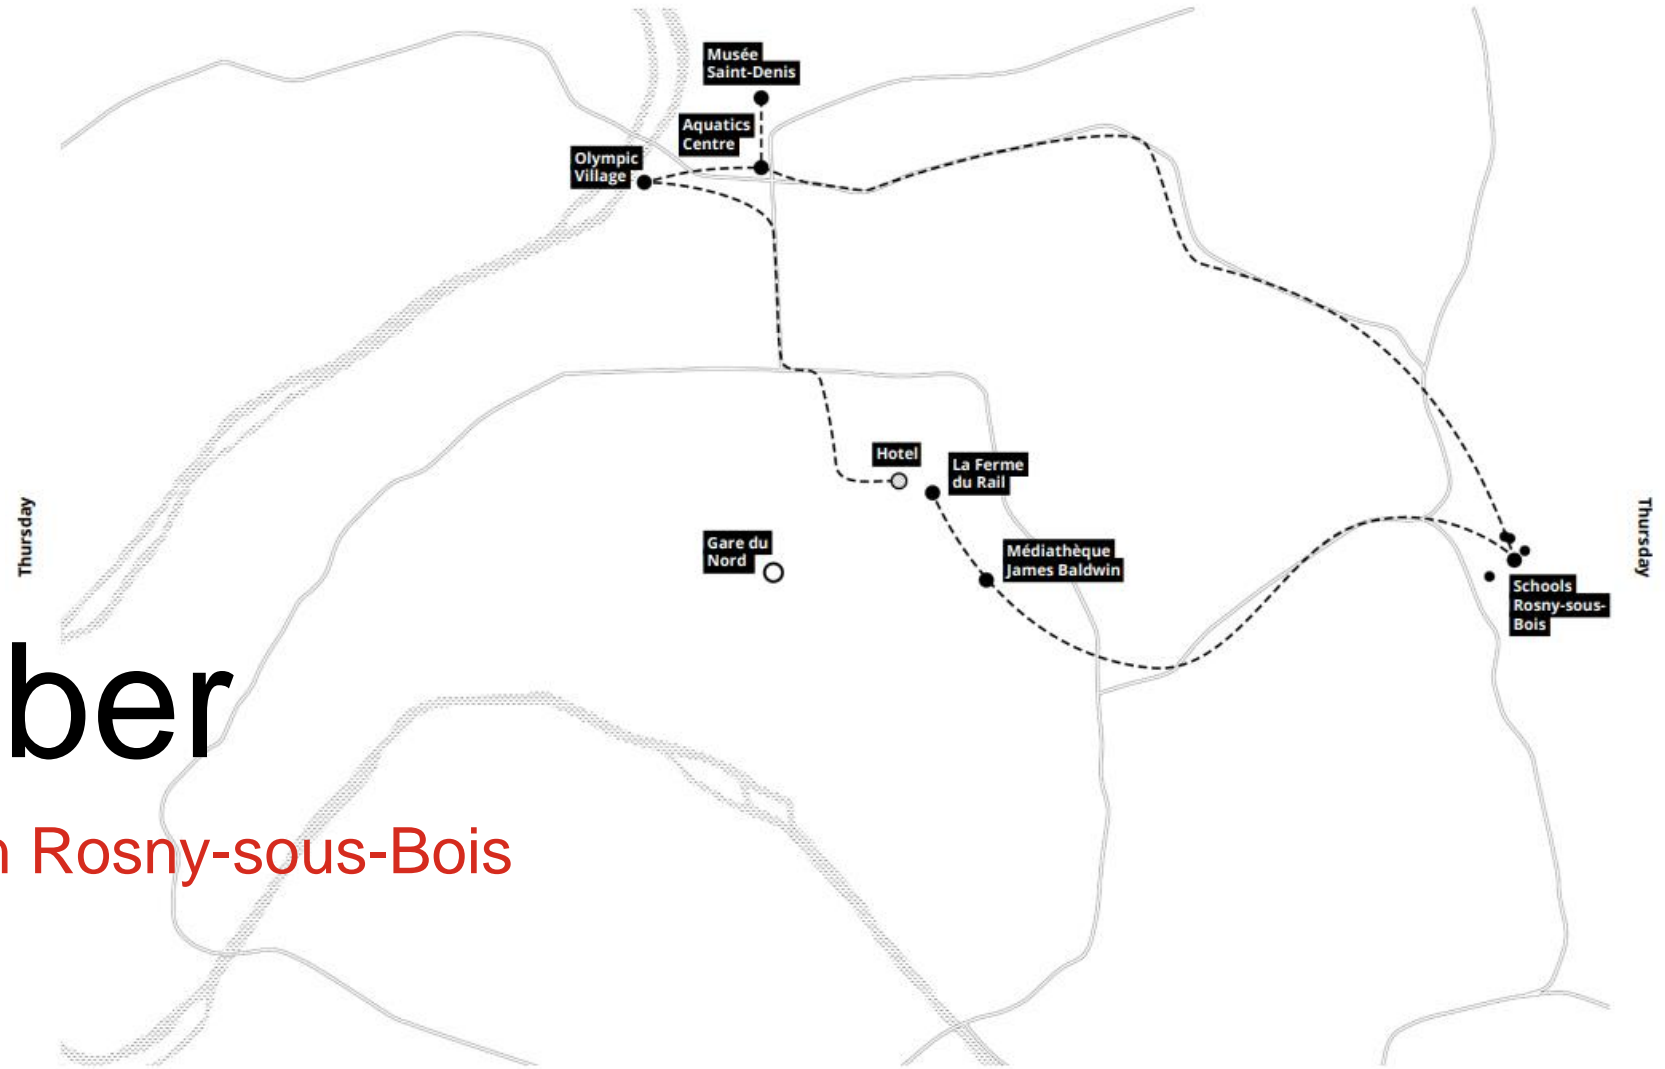 Musée
Saint-Denis
Aquatics
Centre
Olympic
Village
Hotel
La Ferme
du Rail
Thursday
Thursday
Gare du
Nord
Médiathèque
James Baldwin
Schools
Rosny-sous-
Bois
ber
n Rosny-sous-Bois